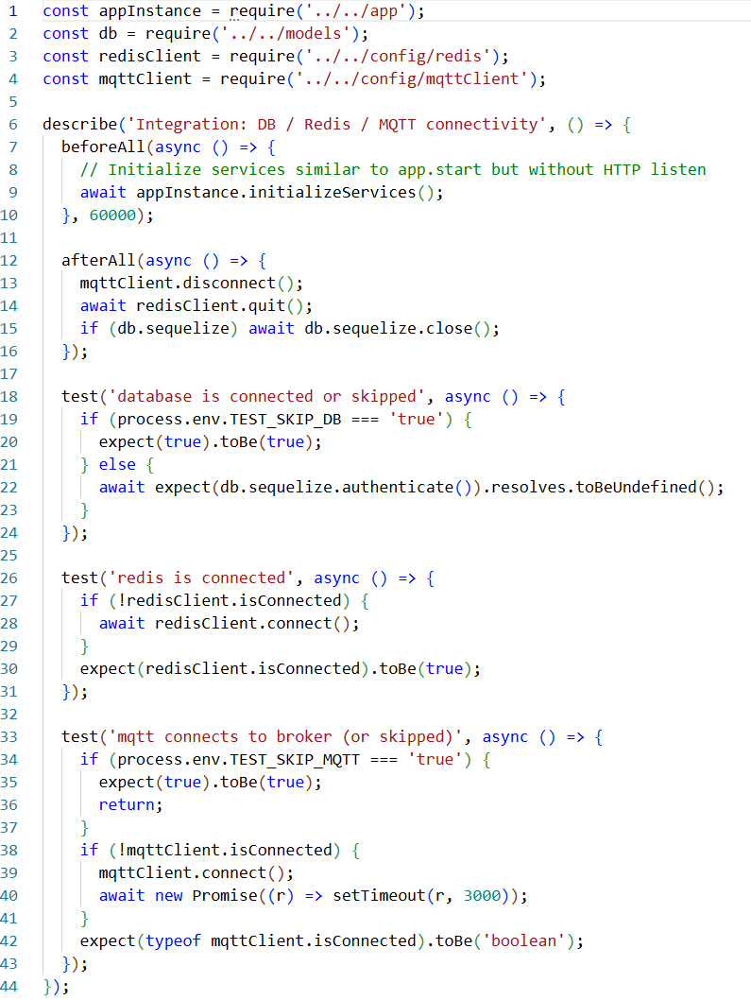 1 const appInstance = require('../../app');
2 const db = require('../../models');
3 const redisClient = require('../../config/redis');
4 const mqttClient = require('../../config/mqttClient');
5
6 describe('Integration: DB / Redis / MQTT connectivity', () => {
7   beforeAll(async () => {
8     // Initialize services similar to app.start but without HTTP listen
9     await appInstance.initializeServices();
10   }, 60000);
11
12   afterAll(async () => {
13     mqttClient.disconnect();
14     await redisClient.quit();
15     if (db.sequelize) await db.sequelize.close();
16   });
17
18   test('database is connected or skipped', async () => {
19     if (process.env.TEST_SKIP_DB === 'true') {
20       expect(true).toBe(true);
21     } else {
22       await expect(db.sequelize.authenticate()).resolves.toBeUndefined();
23     }
24   });
25
26   test('redis is connected', async () => {
27     if (!redisClient.isConnected) {
28       await redisClient.connect();
29     }
30     expect(redisClient.isConnected).toBe(true);
31   });
32
33   test('mqtt connects to broker (or skipped)', async () => {
34     if (process.env.TEST_SKIP_MQTT === 'true') {
35       expect(true).toBe(true);
36       return;
37     }
38     if (!mqttClient.isConnected) {
39       mqttClient.connect();
40       await new Promise((r) => setTimeout(r, 3000));
41     }
42     expect(typeof mqttClient.isConnected).toBe('boolean');
43   });
44 });